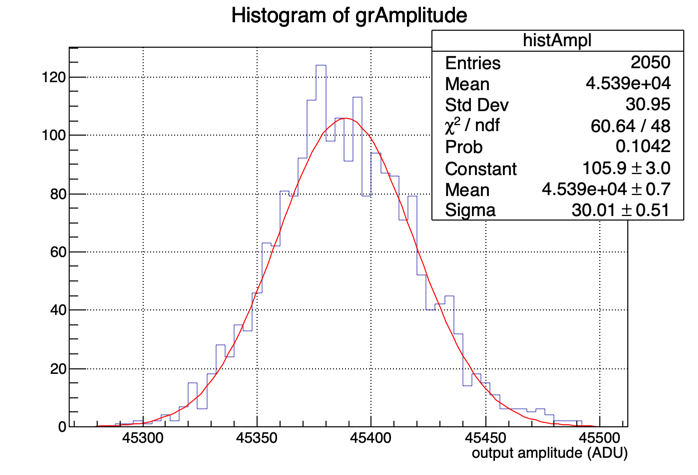 Histogram of grAmplitude
histAmpl
Entries 2050
Mean 4.539e+04
Std Dev 30.95
χ² / ndf 60.64 / 48
Prob 0.1042
Constant 105.9 ± 3.0
Mean 4.539e+04 ± 0.7
Sigma 30.01 ± 0.51
120
100
80
60
40
20
0
45300 45350 45400 45450 45500
output amplitude (ADU)